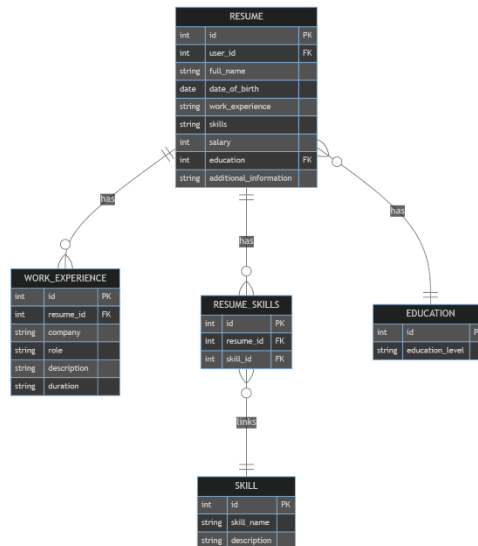 RESUME
int id PK
int user_id FK
string full_name
date date_of_birth
string work_experience
string skills
int salary
int education FK
string additional_information
has
has
has
WORK_EXPERIENCE
int id PK
int resume_id FK
string company
string role
string description
string duration
RESUME_SKILLS
int id PK
int resume_id FK
int skill_id FK
EDUCATION
int id PK
string education_level
links
SKILL
int id PK
string skill_name
string description